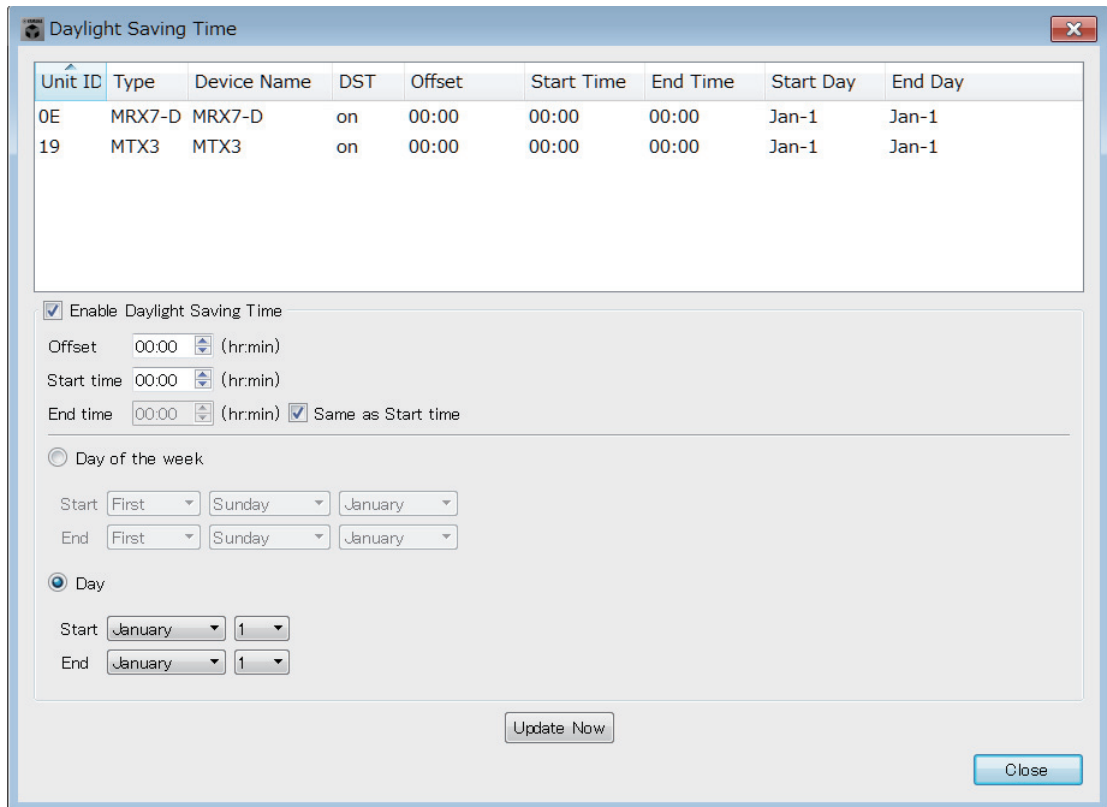 Daylight Saving Time
Unit ID Type Device Name DST Offset Start Time End Time Start Day End Day
0E MRX7-D MRX7-D on 00:00 00:00 00:00 Jan-1 Jan-1
19 MTX3 MTX3 on 00:00 00:00 00:00 Jan-1 Jan-1
Enable Daylight Saving Time
Offset 00:00 (hr:min)
Start time 00:00 (hr:min)
End time 00:00 (hr:min) Same as Start time
Day of the week
Start First Sunday January
End First Sunday January
Day
Start January 1
End January 1
Update Now
Close